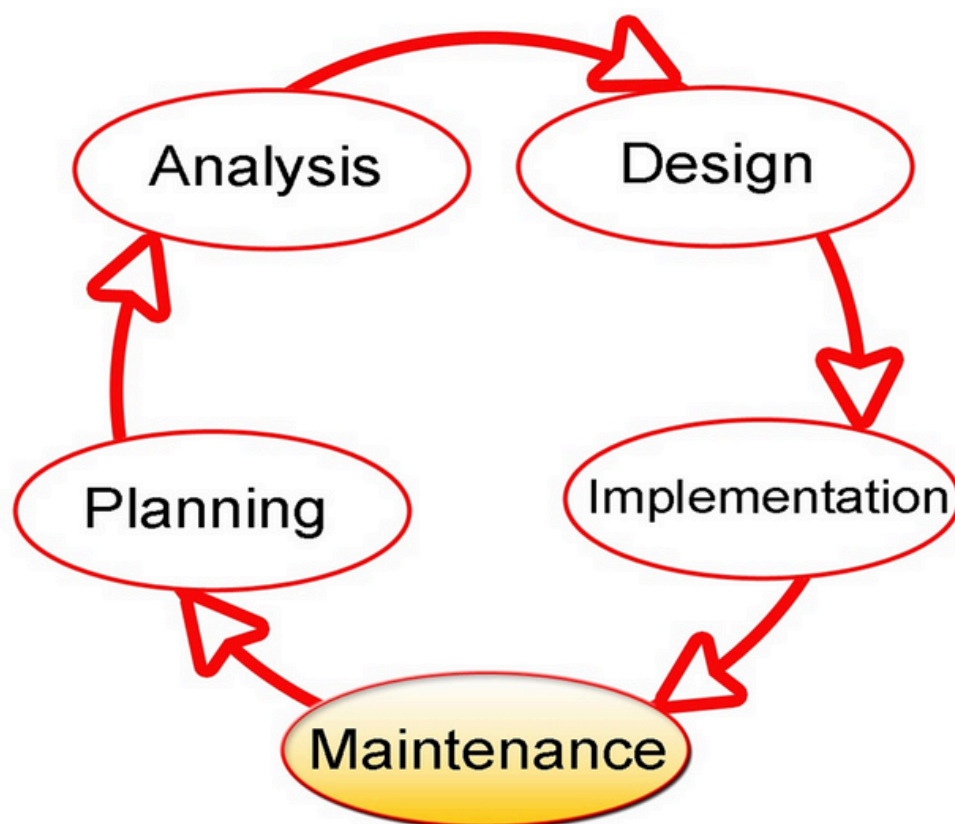 Analysis
Design
Planning
Implementation
Maintenance